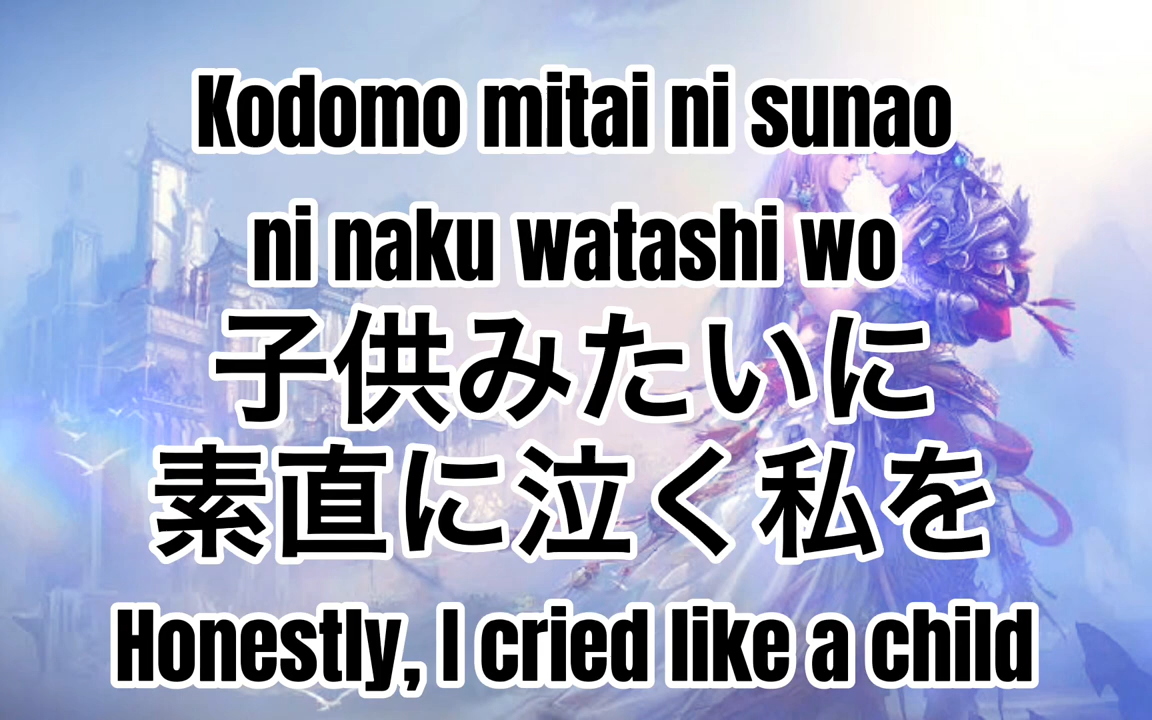 Kodomo mitai ni sunao
ni naku watashi wo
子供みたいに
素直に泣く私を
Honestly, I cried like a child